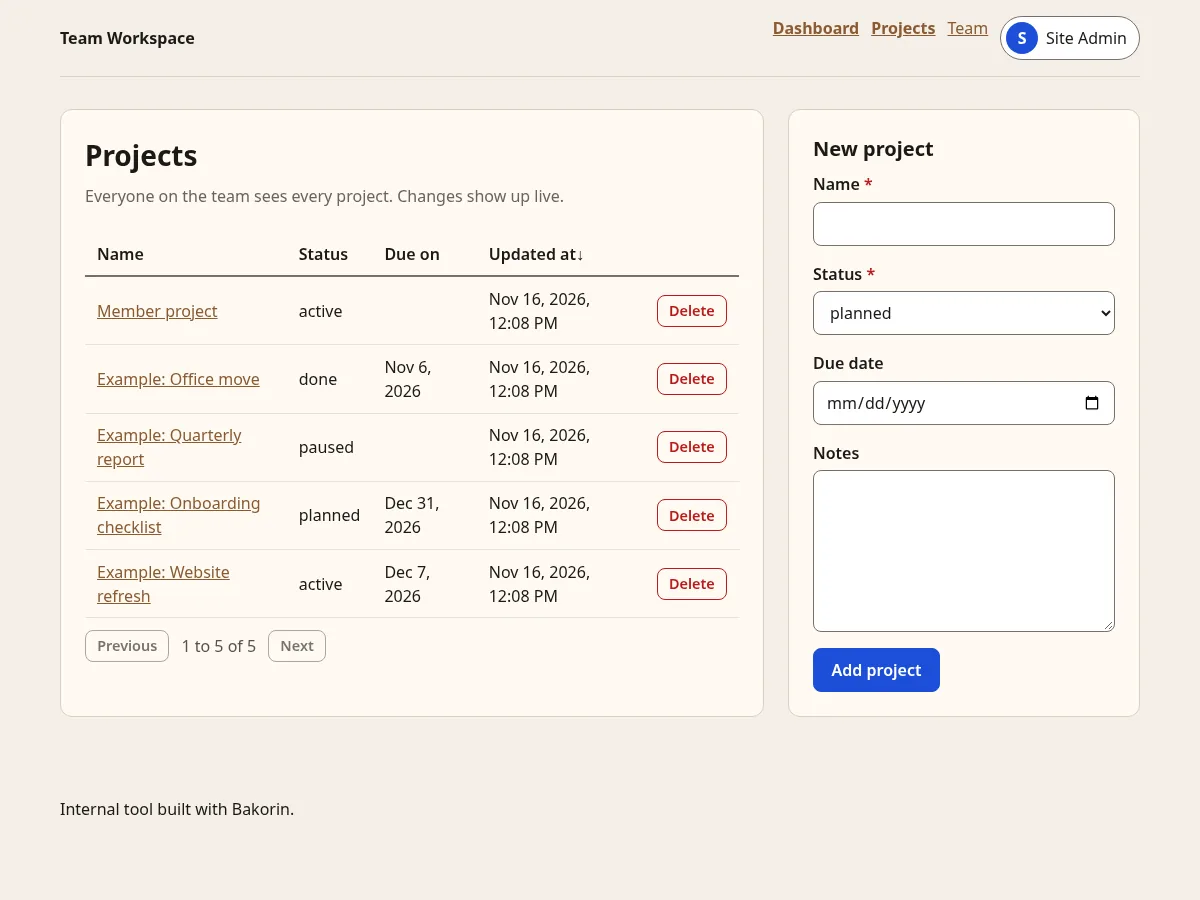 Team Workspace
Dashboard Projects Team S Site Admin
Projects
Everyone on the team sees every project. Changes show up live.
Name Status Due on Updated at↓
Member project active Nov 16, 2026, 12:08 PM Delete
Example: Office move done Nov 6, 2026 Nov 16, 2026, 12:08 PM Delete
Example: Quarterly report paused Nov 16, 2026, 12:08 PM Delete
Example: Onboarding checklist planned Dec 31, 2026 Nov 16, 2026, 12:08 PM Delete
Example: Website refresh active Dec 7, 2026 Nov 16, 2026, 12:08 PM Delete
Previous 1 to 5 of 5 Next
New project
Name *
Status *
planned
Due date
mm/dd/yyyy
Notes
Add project
Internal tool built with Bakorin.